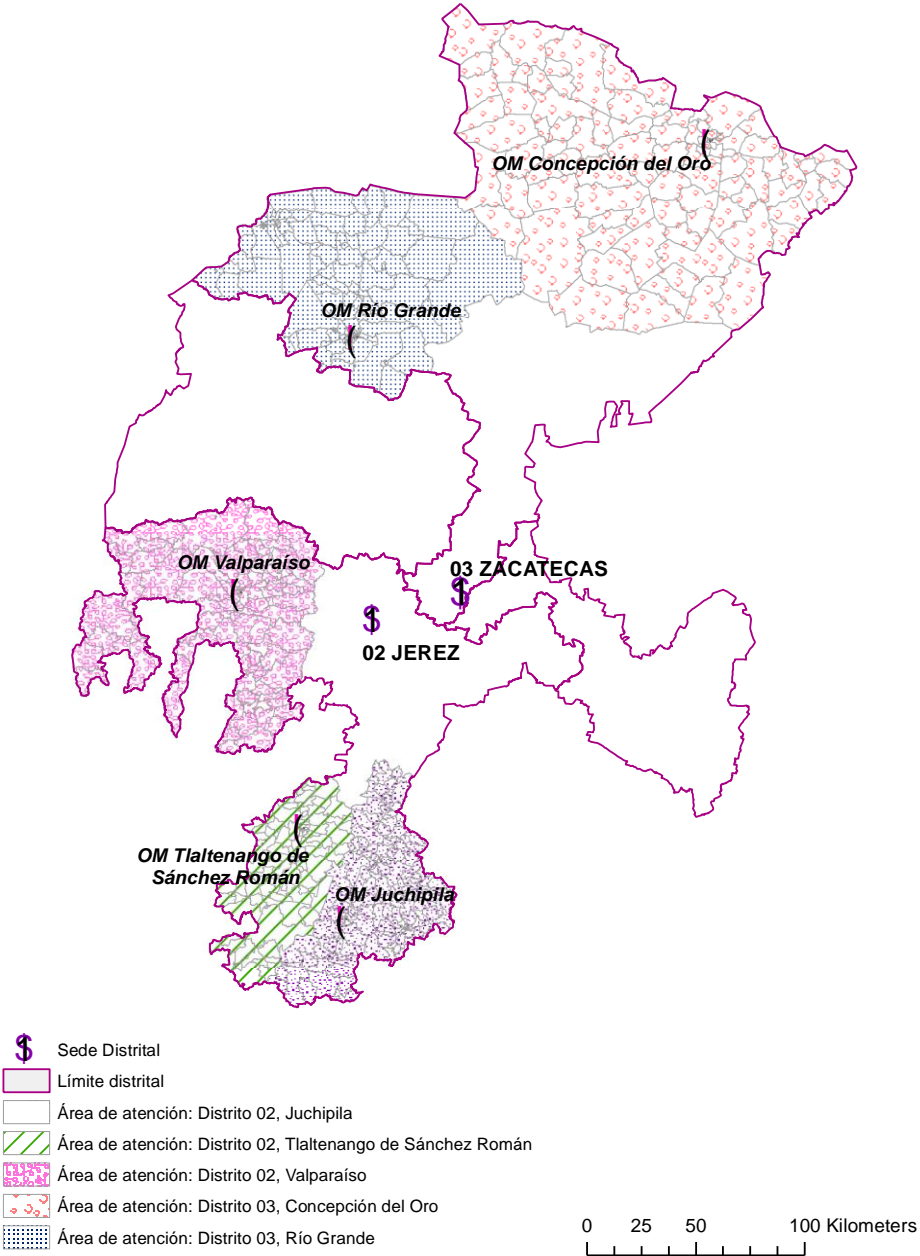 OM Concepción del Oro
OM Río Grande
OM Valparaíso
03 ZACATECAS
02 JEREZ
OM Tlaltenango de
Sánchez Román
OM Juchipila
Sede Distrital
Límite distrital
Área de atención: Distrito 02, Juchipila
Área de atención: Distrito 02, Tlaltenango de Sánchez Román
Área de atención: Distrito 02, Valparaíso
Área de atención: Distrito 03, Concepción del Oro
Área de atención: Distrito 03, Río Grande
0 25 50 100 Kilometers